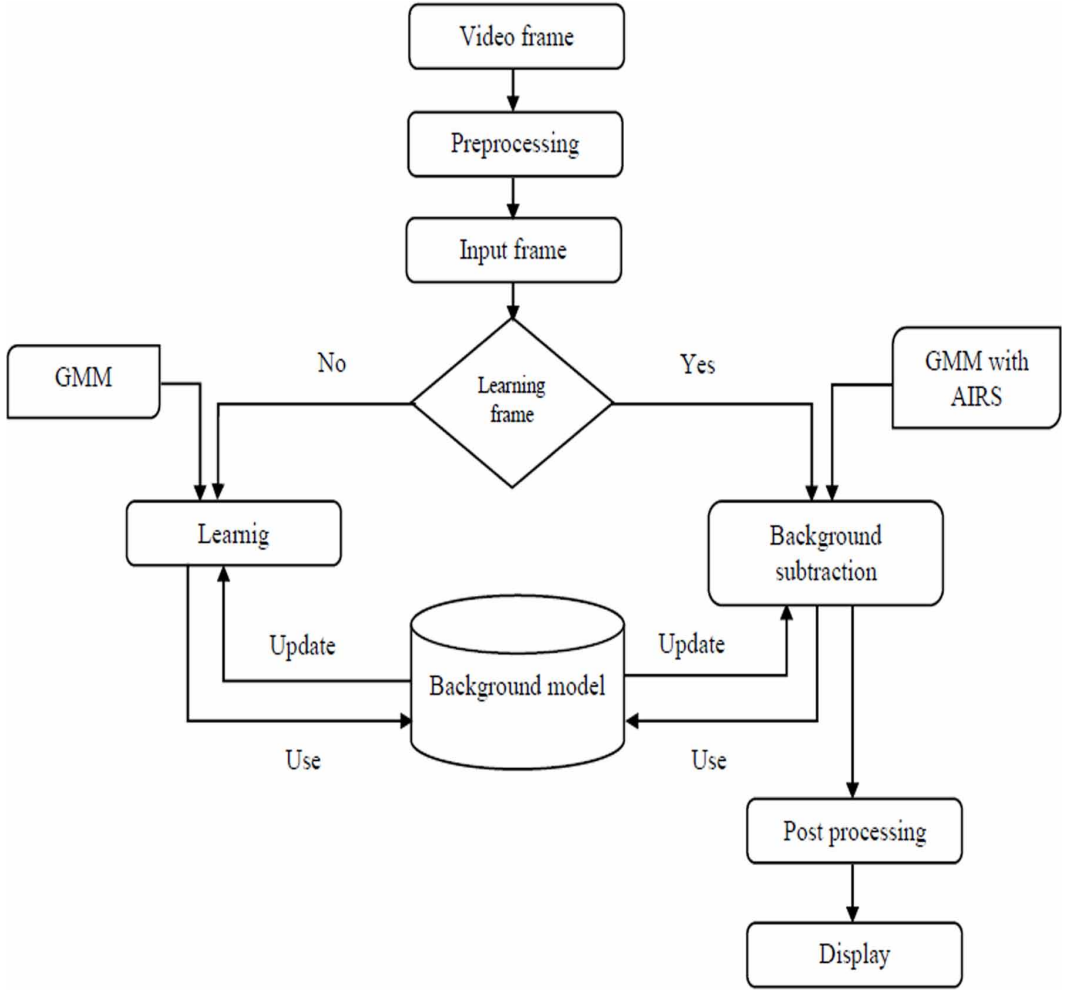 Video frame
Preprocessing
Input frame
No
Yes
GMM
Learning
frame
GMM with
AIRS
Learnig
Background
subtraction
Update
Update
Background model
Use
Use
Post processing
Display